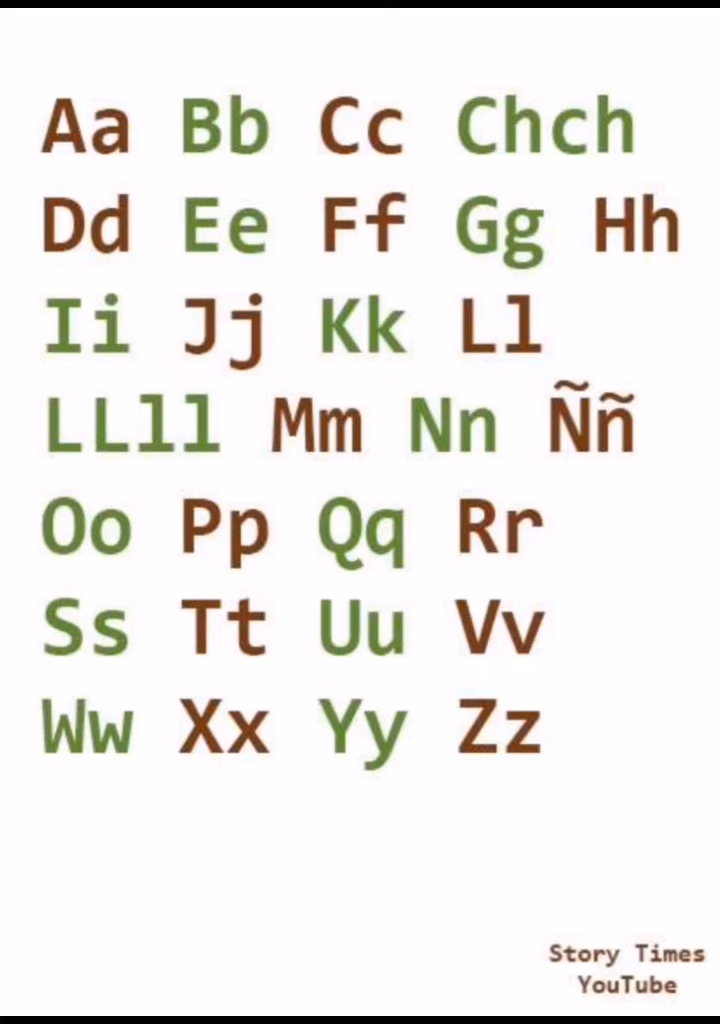 Aa Bb Cc Chch
Dd Ee Ff Gg Hh
Ii Jj Kk Ll
LLll Mm Nn Ññ
Oo Pp Qq Rr
Ss Tt Uu Vv
Ww Xx Yy Zz
Story Times
YouTube